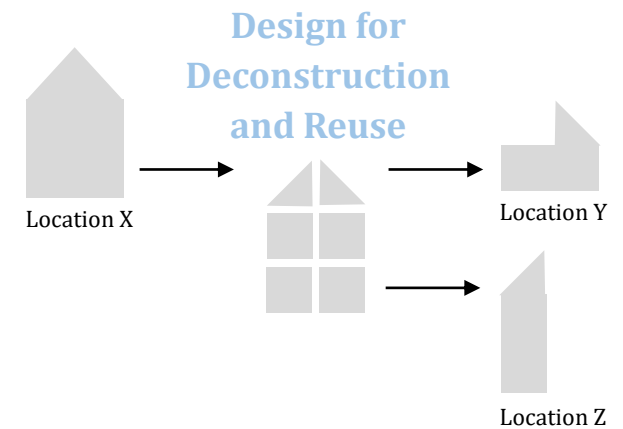 Design for
Deconstruction
and Reuse
Location X
Location Y
Location Z